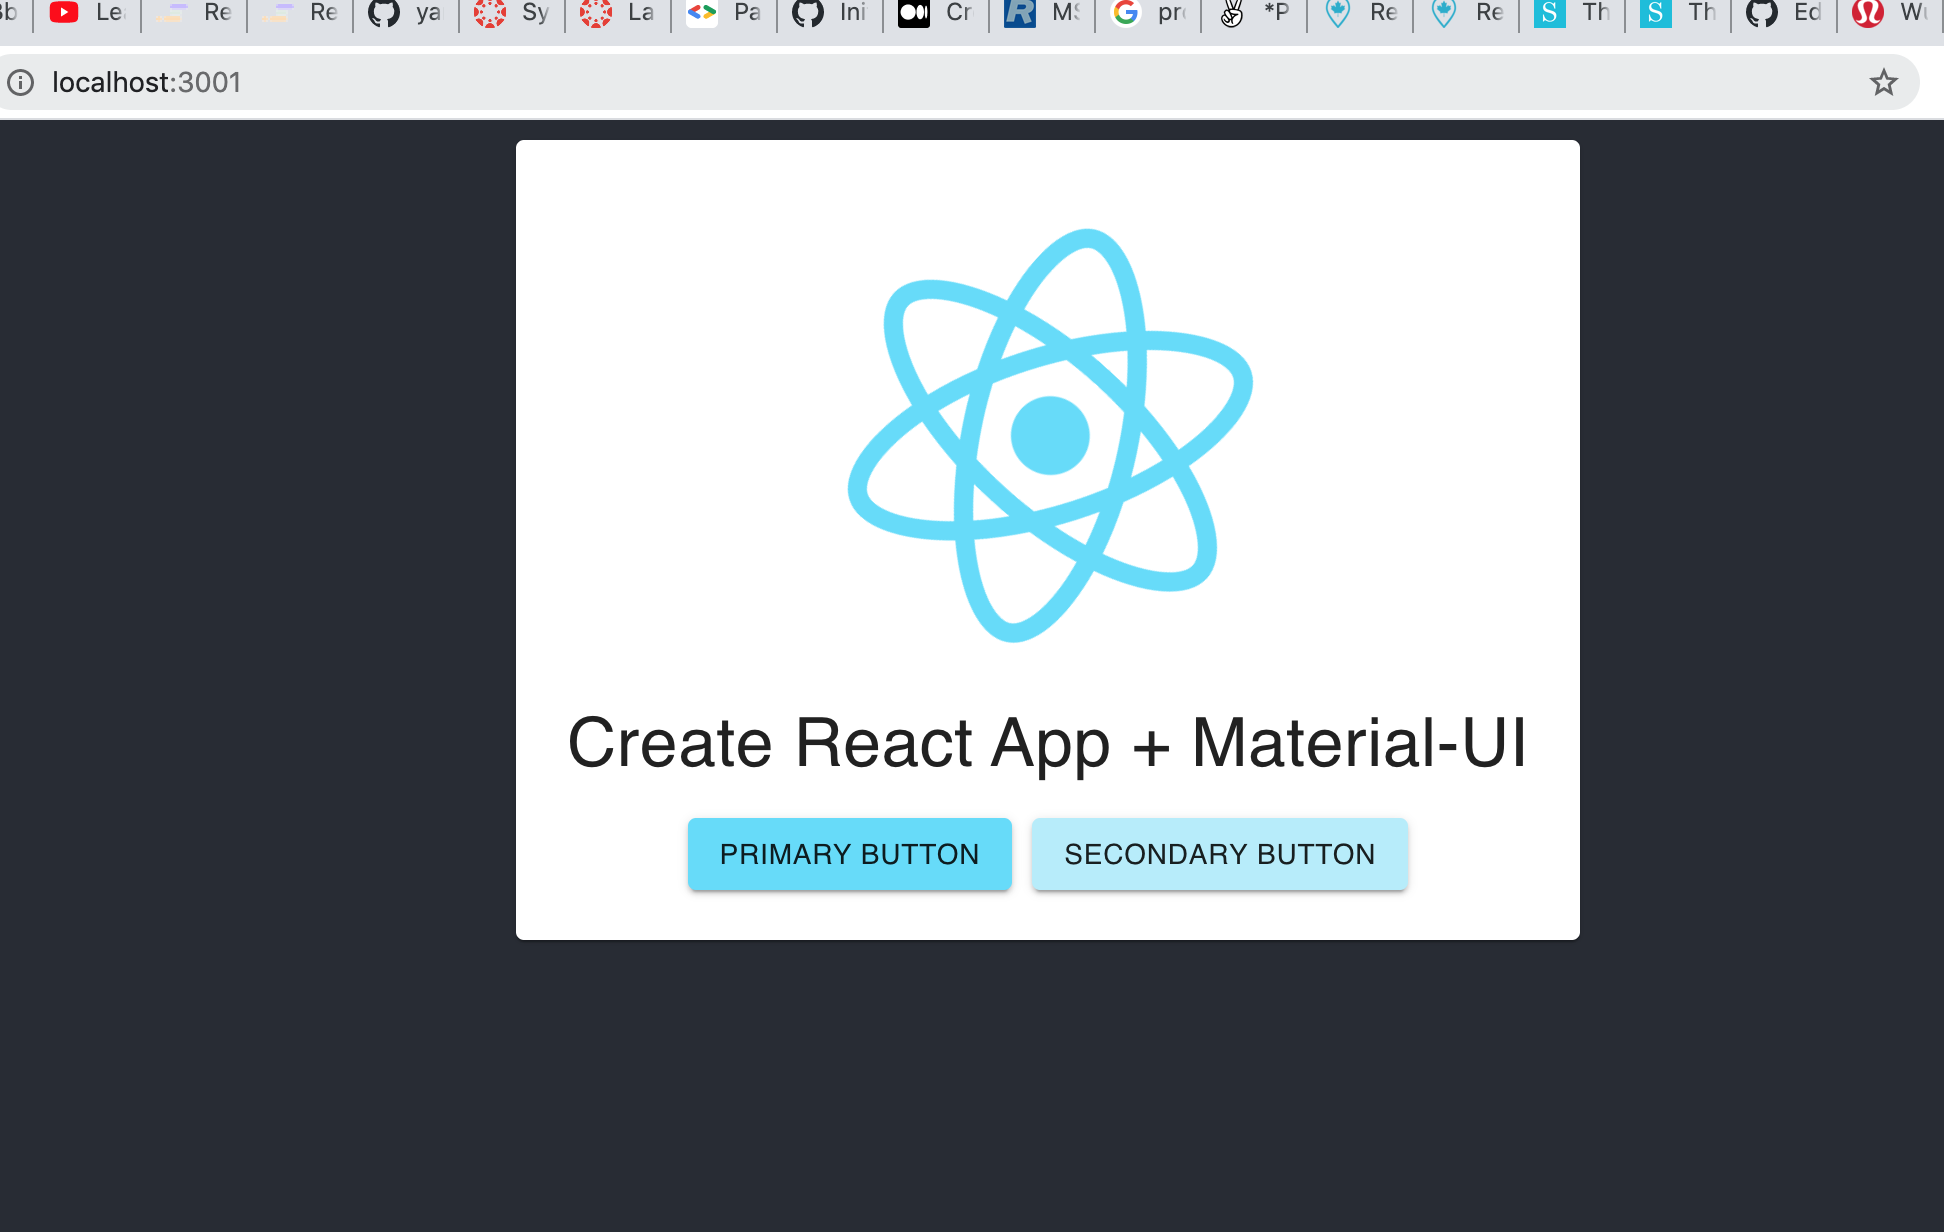 Le
Re
Re
ya
Sy
La
Pa
Ini
Cr
MS
pr
*P
Re
Re
S Th
S Th
Ed
Wu
localhost:3001
Create React App + Material-UI
PRIMARY BUTTON
SECONDARY BUTTON